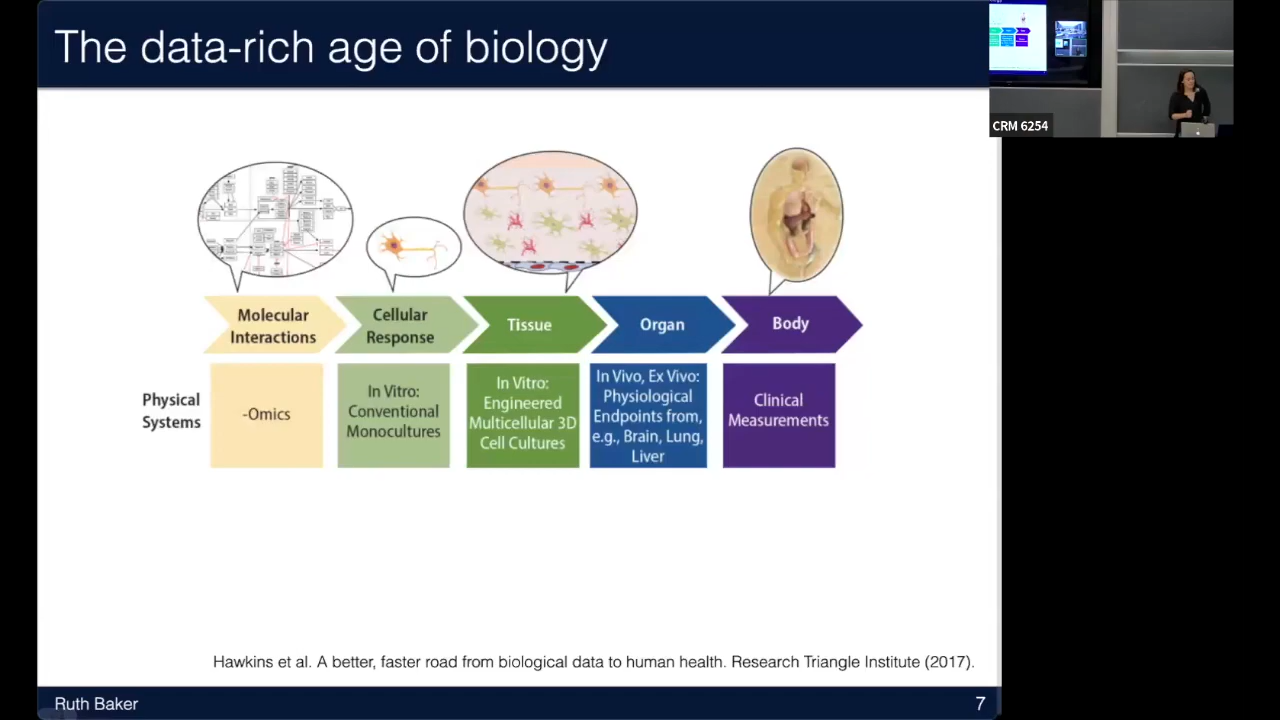 The data-rich age of biology
CRM 6254
Molecular
Interactions
Cellular
Response
Tissue
Organ
Body
Physical
Systems
-Omics
In Vitro:
Conventional
Monocultures
In Vitro:
Engineered
Multicellular 3D
Cell Cultures
In Vivo, Ex Vivo:
Physiological
Endpoints from,
e.g., Brain, Lung,
Liver
Clinical
Measurements
Hawkins et al. A better, faster road from biological data to human health. Research Triangle Institute (2017).
Ruth Baker
7